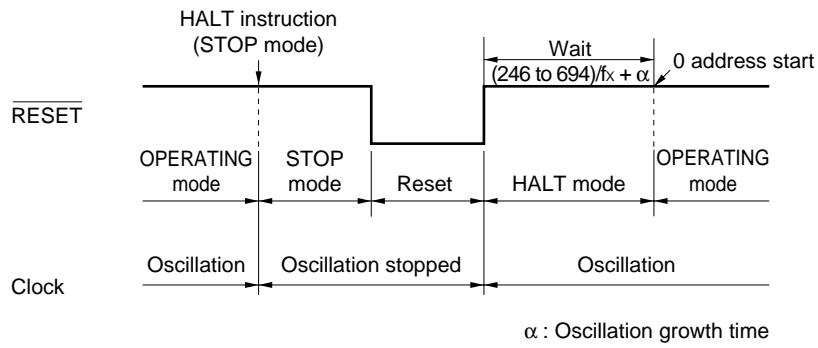 HALT instruction
(STOP mode)
Wait
(246 to 694)/fx + α
0 address start
RESET
OPERATING
mode
STOP
mode
Reset
HALT mode
OPERATING
mode
Clock
Oscillation
Oscillation stopped
Oscillation
α : Oscillation growth time